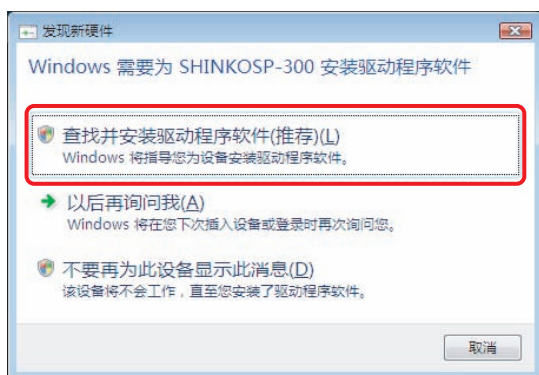 发现新硬件
Windows 需要为 SHINKOSP-300 安装驱动程序软件
查找并安装驱动程序软件(推荐)(L)
Windows 将指导您为设备安装驱动程序软件。
以后再询问我(A)
Windows 将在您下次插入设备或登录时再次询问您。
不要再为此设备显示此消息(D)
该设备将不会工作，直至您安装了驱动程序软件。
取消